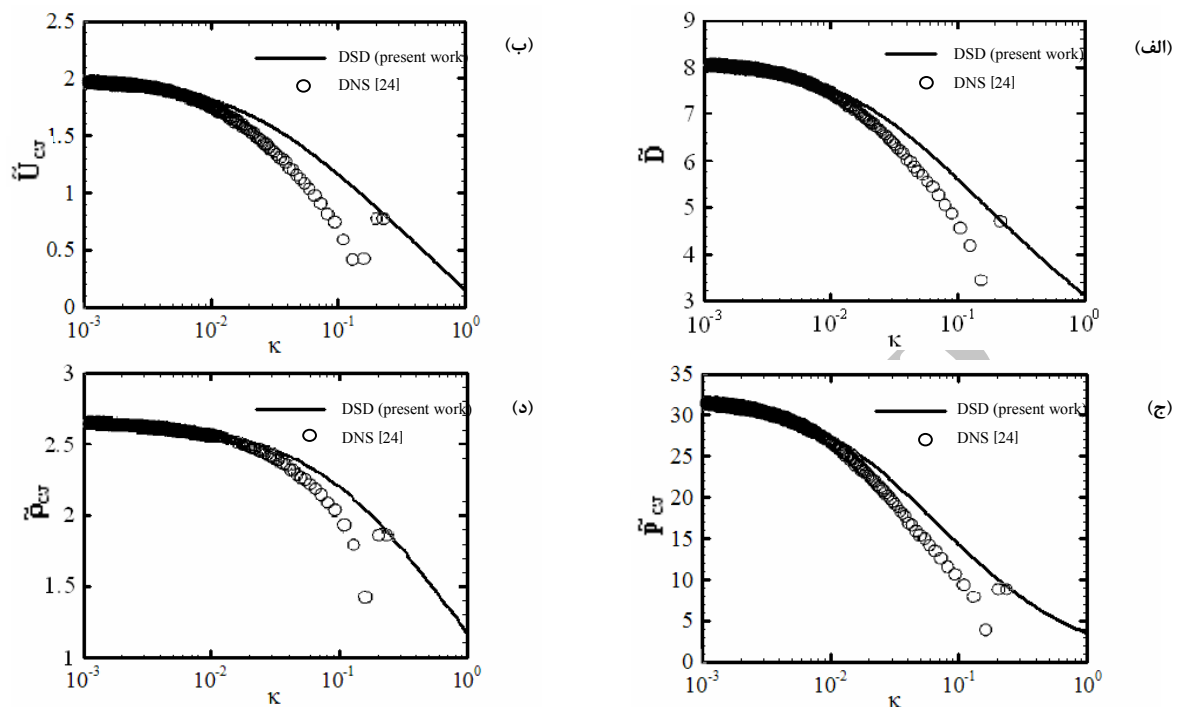 (الف)
9
8
7
6
5
4
3
D̃
DSD (present work)
DNS [24]
10⁻³ 10⁻² 10⁻¹ 10⁰
κ
(ب)
2.5
2
1.5
1
0.5
0
Ũ_CJ
DSD (present work)
DNS [24]
10⁻³ 10⁻² 10⁻¹ 10⁰
κ
(ج)
35
30
25
20
15
10
5
0
P̃_CJ
DSD (present work)
DNS [24]
10⁻³ 10⁻² 10⁻¹ 10⁰
κ
(د)
3
2.5
2
1.5
1
ρ̃_CJ
DSD (present work)
DNS [24]
10⁻³ 10⁻² 10⁻¹ 10⁰
κ